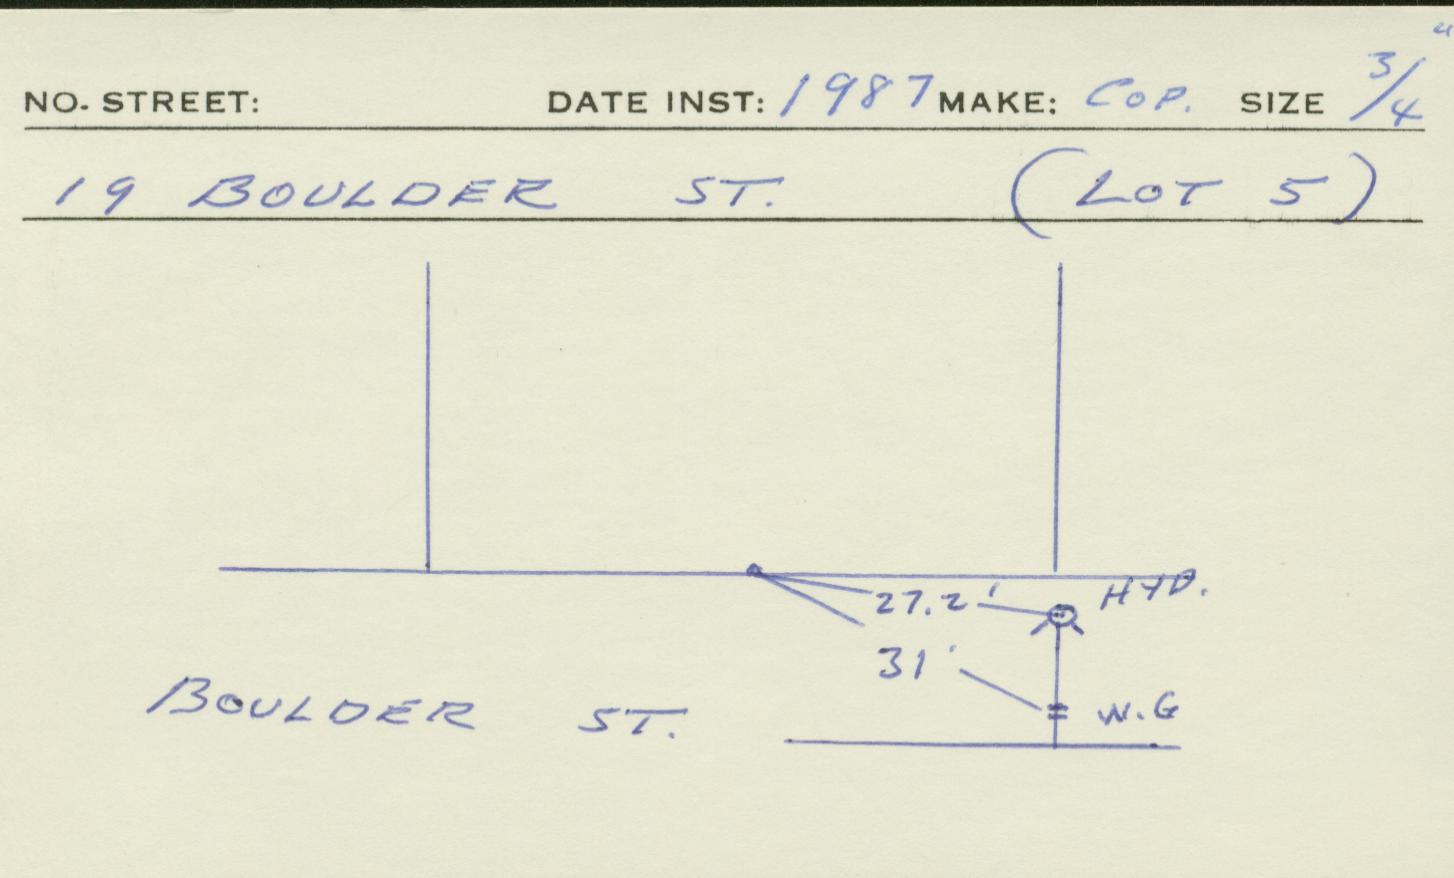 NO. STREET: DATE INST: 1987 MAKE: COP. SIZE 3/4"
19 BOULDER ST. (LOT 5)
27.2' HYD.
31'
BOULDER ST. W.G